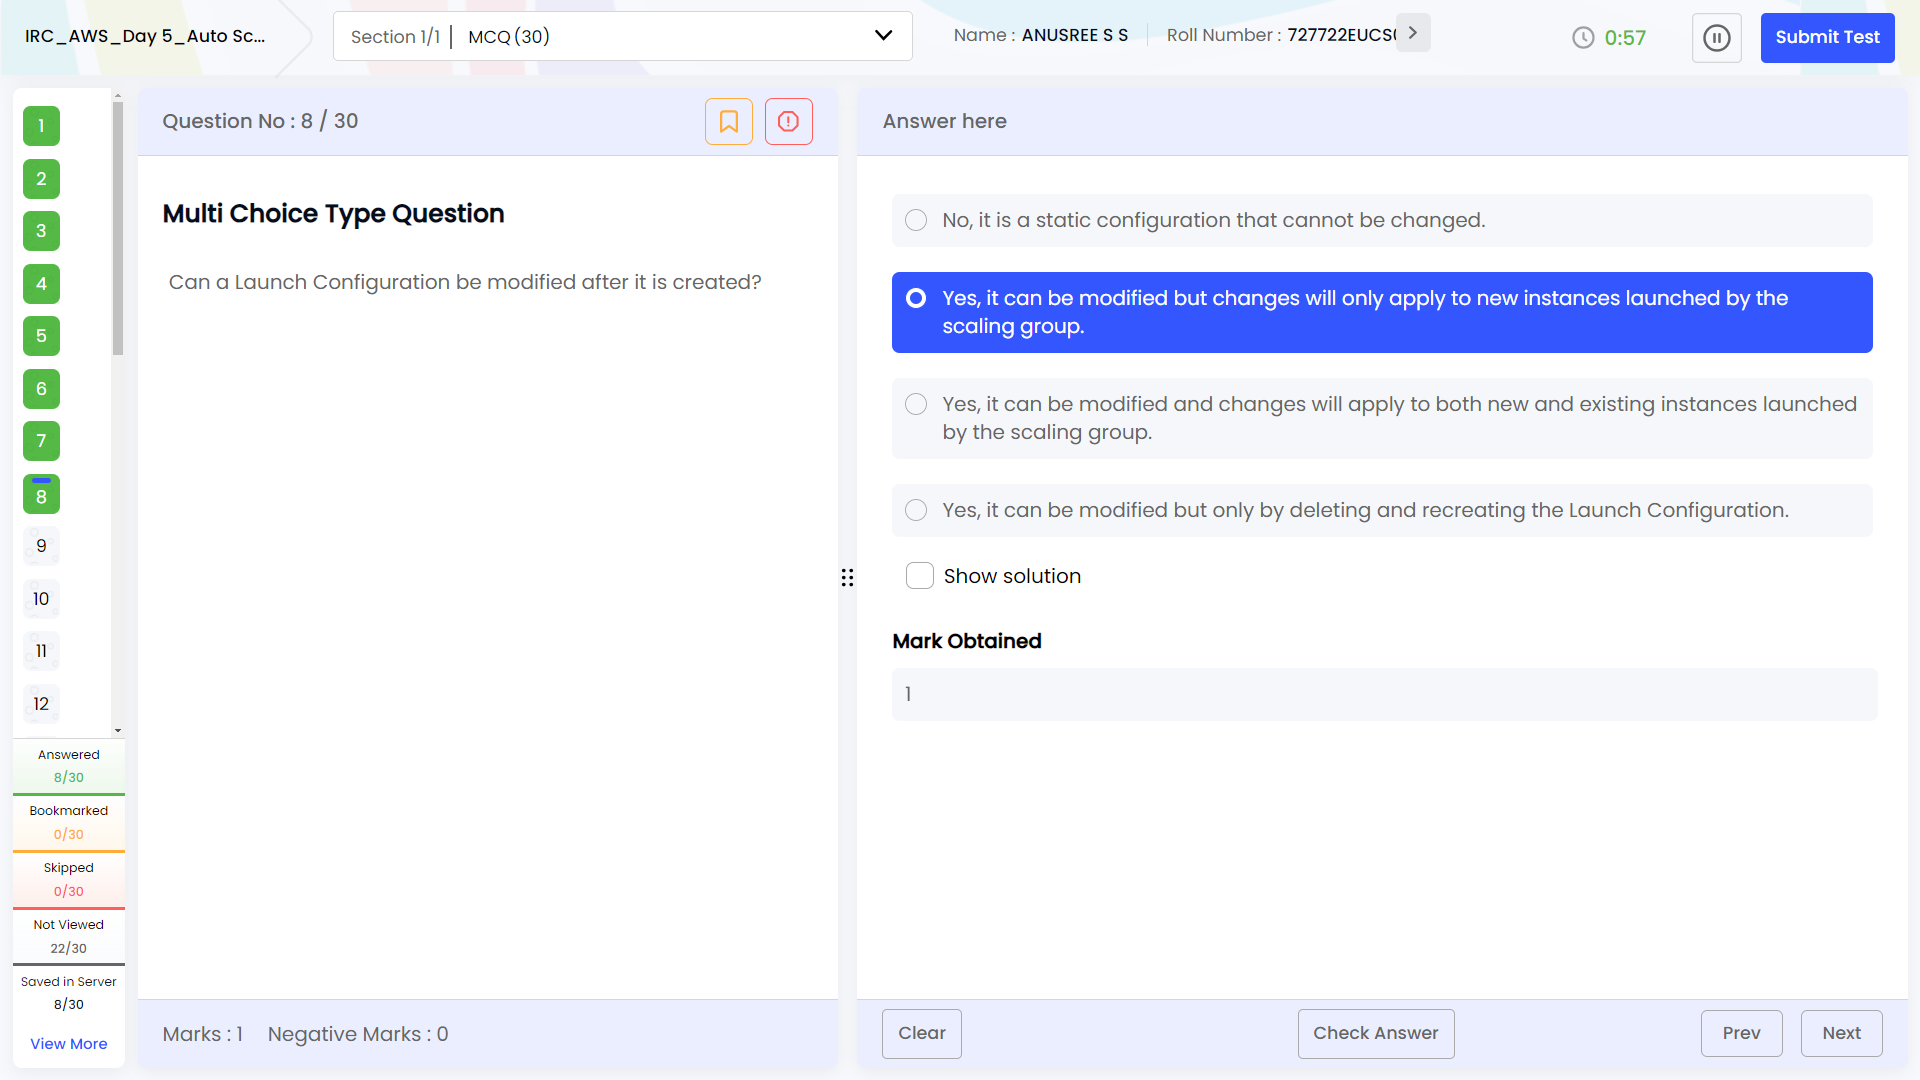 IRC_AWS_Day 5_Auto Sc...
Section 1/1 | MCQ (30)
Name : ANUSREE S S
Roll Number : 727722EUCS
0:57
Submit Test
1
2
3
4
5
6
7
8
9
10
11
12
Answered
8/30
Bookmarked
0/30
Skipped
0/30
Not Viewed
22/30
Saved in Server
8/30
View More
Question No : 8 / 30
Multi Choice Type Question
Can a Launch Configuration be modified after it is created?
Marks : 1 Negative Marks : 0
Answer here
No, it is a static configuration that cannot be changed.
Yes, it can be modified but changes will only apply to new instances launched by the
scaling group.
Yes, it can be modified and changes will apply to both new and existing instances launched
by the scaling group.
Yes, it can be modified but only by deleting and recreating the Launch Configuration.
Show solution
Mark Obtained
1
Clear
Check Answer
Prev
Next